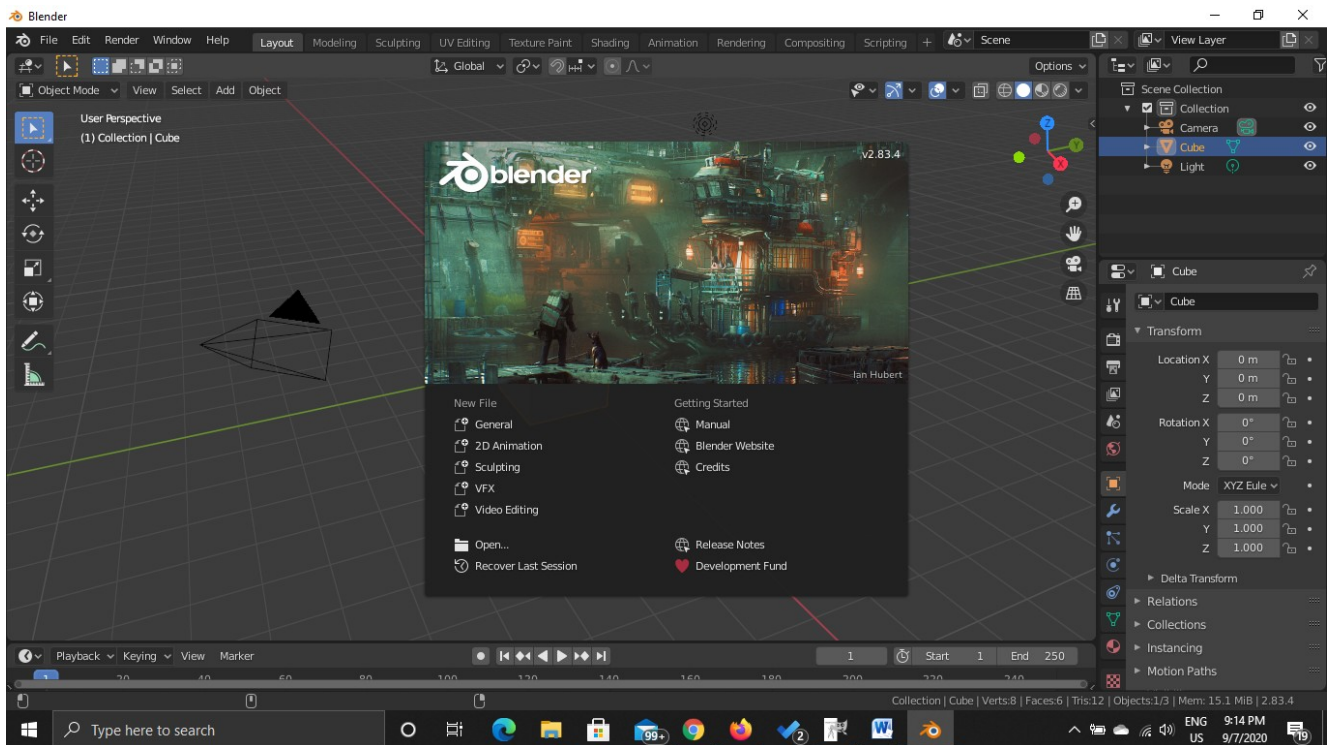 Blender
File Edit Render Window Help Layout Modeling Sculpting UV Editing Texture Paint Shading Animation Rendering Compositing Scripting + Scene View Layer
Global Options
Object Mode View Select Add Object
User Perspective
(1) Collection | Cube
Z
Y
X
Scene Collection
Collection
Camera
Cube
Light
blender
v2.83.4
Ian Hubert
New File
General
2D Animation
Sculpting
VFX
Video Editing
Open...
Recover Last Session
Getting Started
Manual
Blender Website
Credits
Release Notes
Development Fund
Cube
Cube
Transform
Location X 0 m
Y 0 m
Z 0 m
Rotation X 0°
Y 0°
Z 0°
Mode XYZ Eule
Scale X 1.000
Y 1.000
Z 1.000
Delta Transform
Relations
Collections
Instancing
Motion Paths
Playback Keying View Marker 1 Start 1 End 250
1 20 40 60 80 100 120 140 160 180 200 220 240
Collection | Cube | Verts:8 | Faces:6 | Tris:12 | Objects:1/3 | Mem: 15.1 MiB | 2.83.4
Type here to search
99+
2
W
ENG
US
9:14 PM
9/7/2020
19